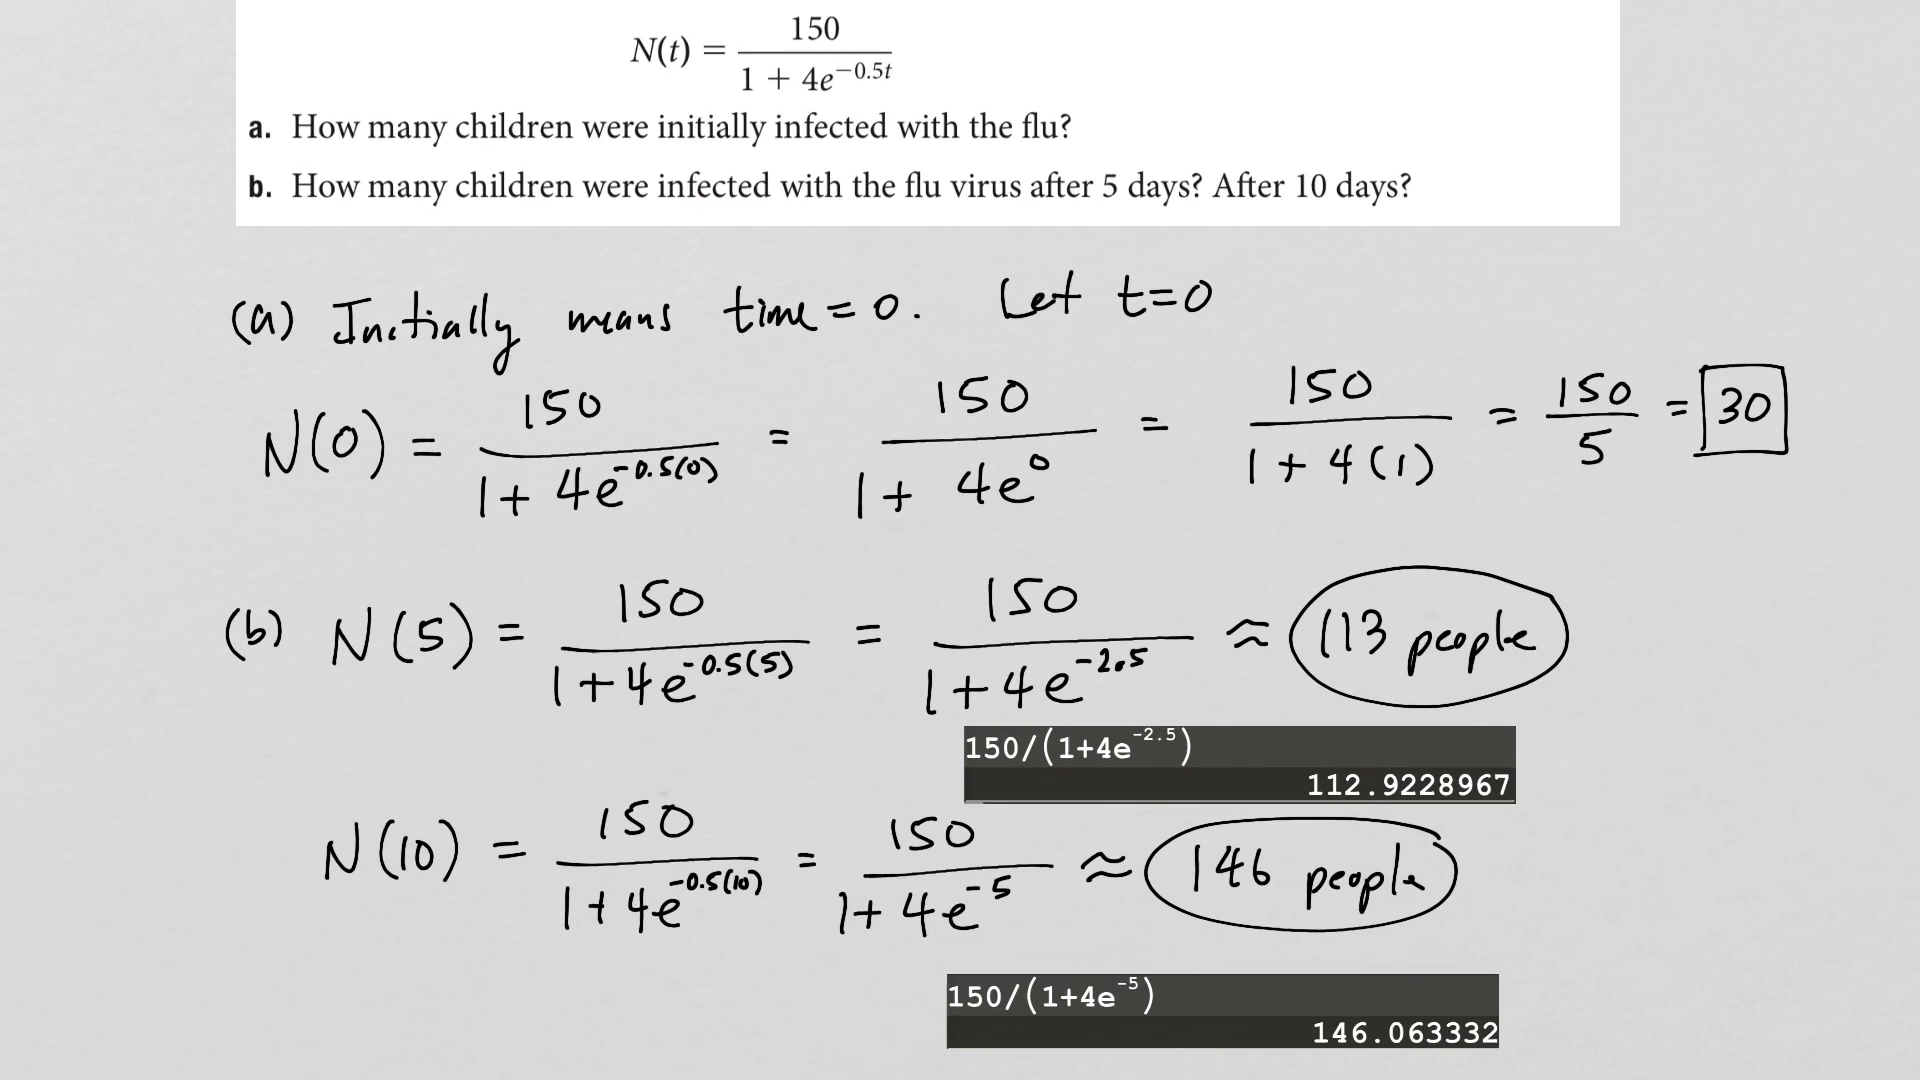 N(t) = 150 / (1 + 4e^(−0.5t))
a. How many children were initially infected with the flu?
b. How many children were infected with the flu virus after 5 days? After 10 days?
(a) Initially means time = 0. Let t=0
N(0) = 150 / (1 + 4e^(-0.5(0))) = 150 / (1 + 4e^0) = 150 / (1 + 4(1)) = 150 / 5 = 30
(b) N(5) = 150 / (1+4e^(-0.5(5))) = 150 / (1+4e^(-2.5)) ≈ 113 people
150/(1+4e^-2.5)
112.9228967
N(10) = 150 / (1+4e^(-0.5(10))) = 150 / (1+4e^(-5)) ≈ 146 people
150/(1+4e^-5)
146.063332